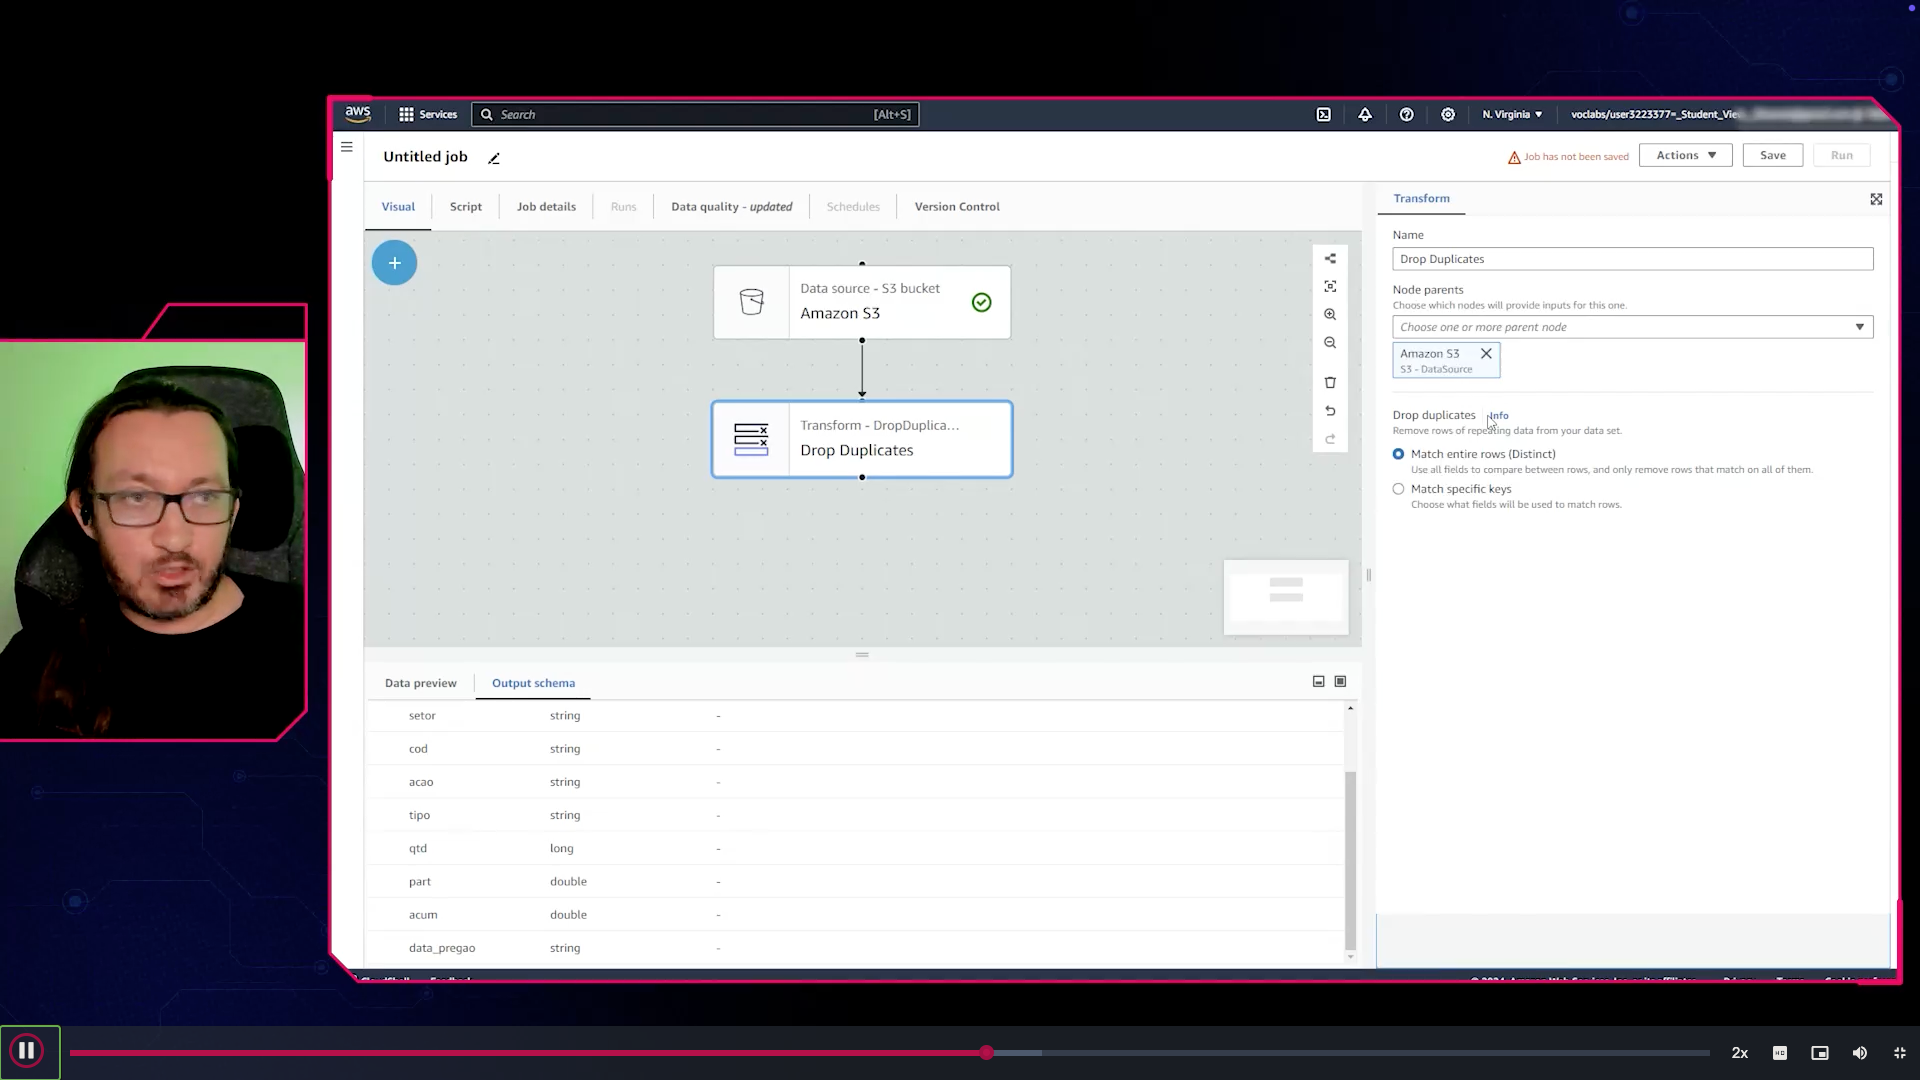 aws
Services
Search
[Alt+S]
N. Virginia
voclabs/user3223377=_Student_Vie
Untitled job
Job has not been saved
Actions
Save
Run
Visual
Script
Job details
Runs
Data quality - updated
Schedules
Version Control
Data source - S3 bucket
Amazon S3
Transform - DropDuplica...
Drop Duplicates
Transform
Name
Drop Duplicates
Node parents
Choose which nodes will provide inputs for this one.
Choose one or more parent node
Amazon S3
S3 - DataSource
Drop duplicates Info
Remove rows of repeating data from your data set.
Match entire rows (Distinct)
Use all fields to compare between rows, and only remove rows that match on all of them.
Match specific keys
Choose what fields will be used to match rows.
Data preview
Output schema
setor string -
cod string -
acao string -
tipo string -
qtd long -
part double -
acum double -
data_pregao string -
2x